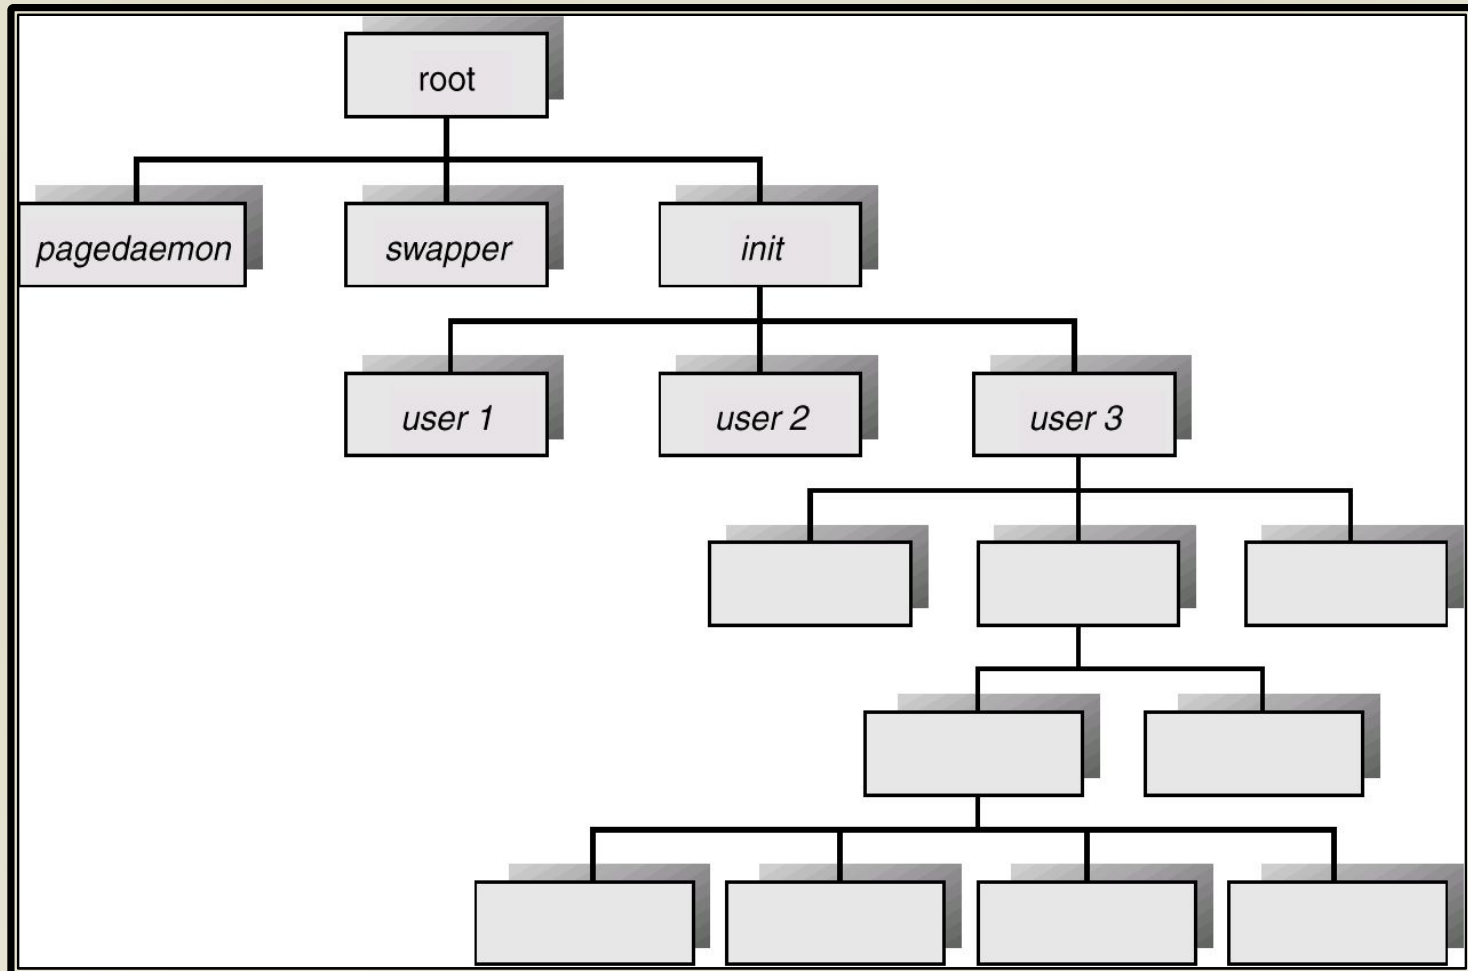 root
pagedaemon
swapper
init
user 1
user 2
user 3